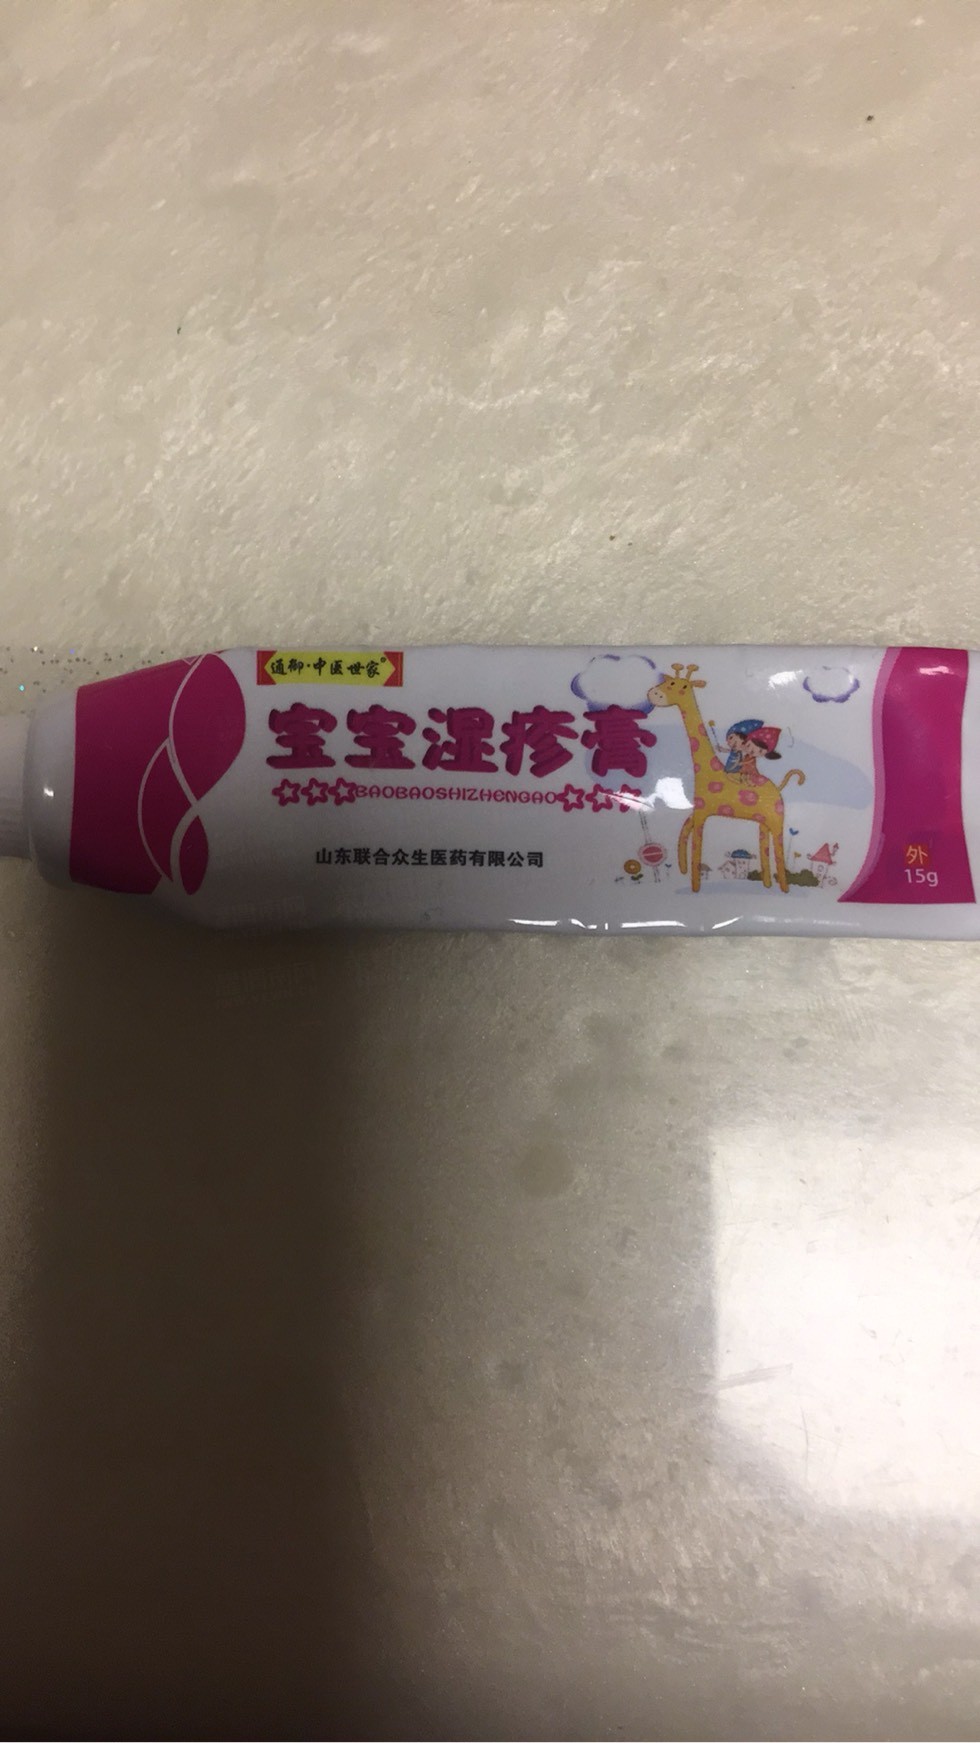 通御·中医世家®
宝宝湿疹膏
BAOBAOSHIZHENGAO
山东联合众生医药有限公司
外
15g